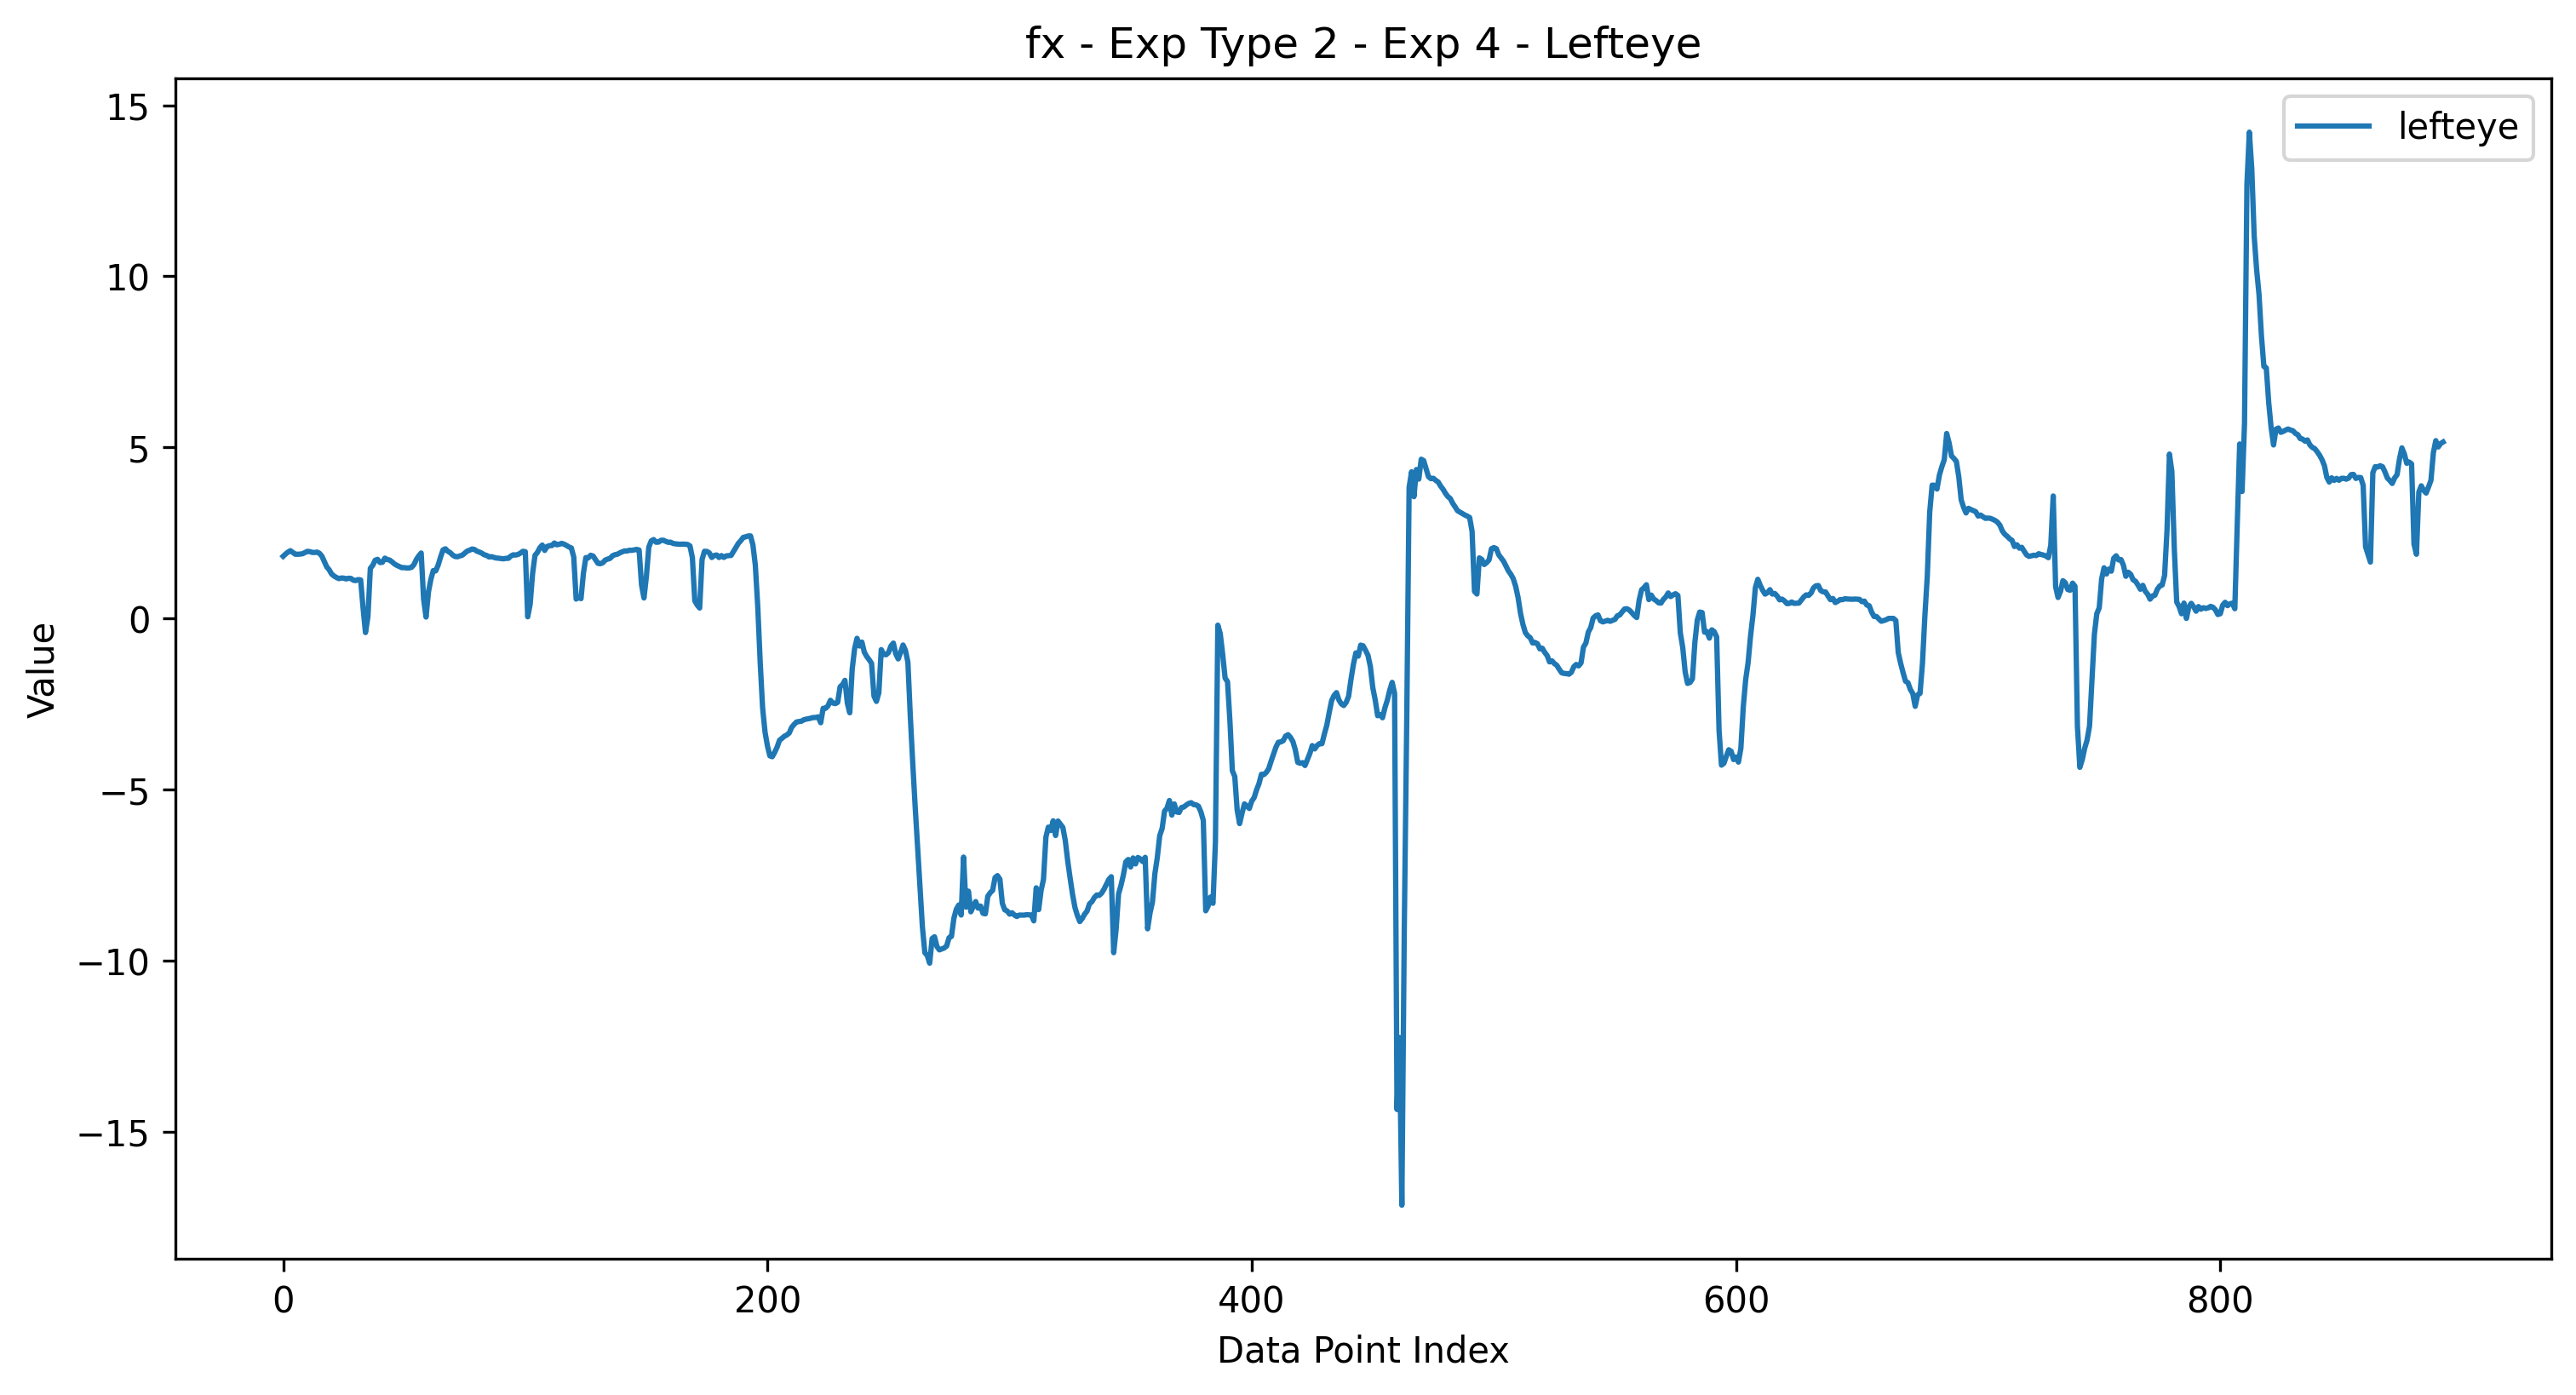 fx - Exp Type 2 - Exp 4 - Lefteye
lefteye
15
10
5
0
−5
−10
−15
Value
0 200 400 600 800
Data Point Index